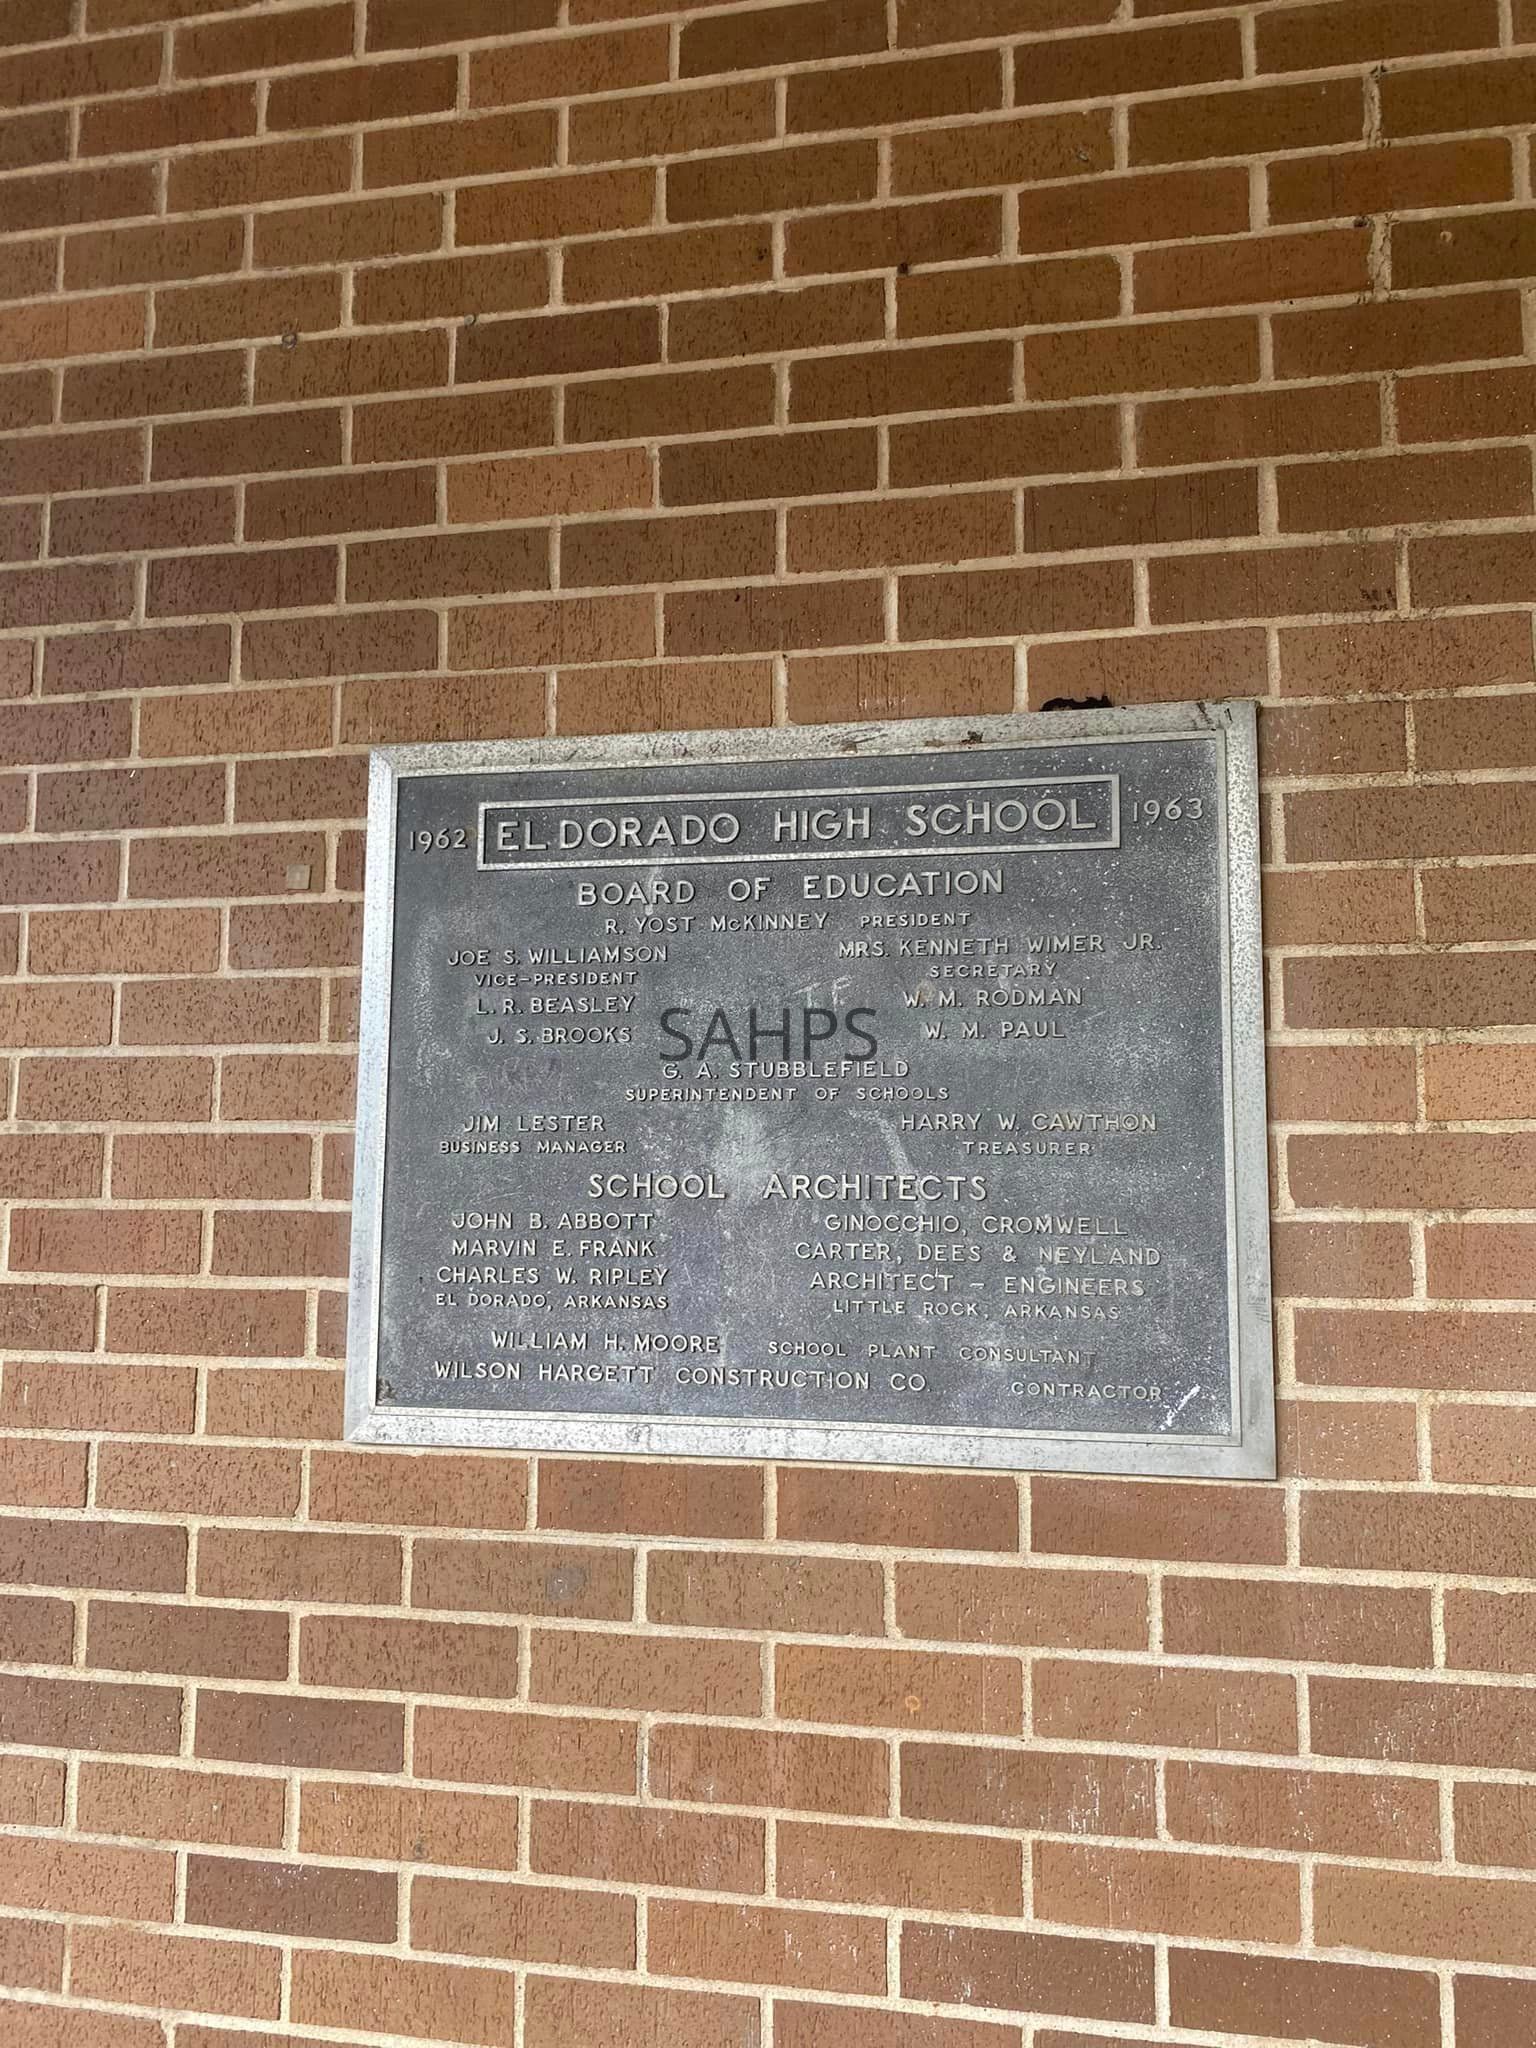 1962 EL DORADO HIGH SCHOOL 1963
BOARD OF EDUCATION
R. YOST McKINNEY PRESIDENT
JOE S. WILLIAMSON MRS. KENNETH WIMER JR.
VICE-PRESIDENT SECRETARY
L. R. BEASLEY W. M. RODMAN
J. S. BROOKS W. M. PAUL
SAHPS
G. A. STUBBLEFIELD
SUPERINTENDENT OF SCHOOLS
JIM LESTER HARRY W. CAWTHON
BUSINESS MANAGER TREASURER
SCHOOL ARCHITECTS
JOHN B. ABBOTT GINOCCHIO, CROMWELL
MARVIN E. FRANK CARTER, DEES & NEYLAND
CHARLES W. RIPLEY ARCHITECT - ENGINEERS
EL DORADO, ARKANSAS LITTLE ROCK, ARKANSAS
WILLIAM H. MOORE SCHOOL PLANT CONSULTANT
WILSON HARGETT CONSTRUCTION CO. CONTRACTOR